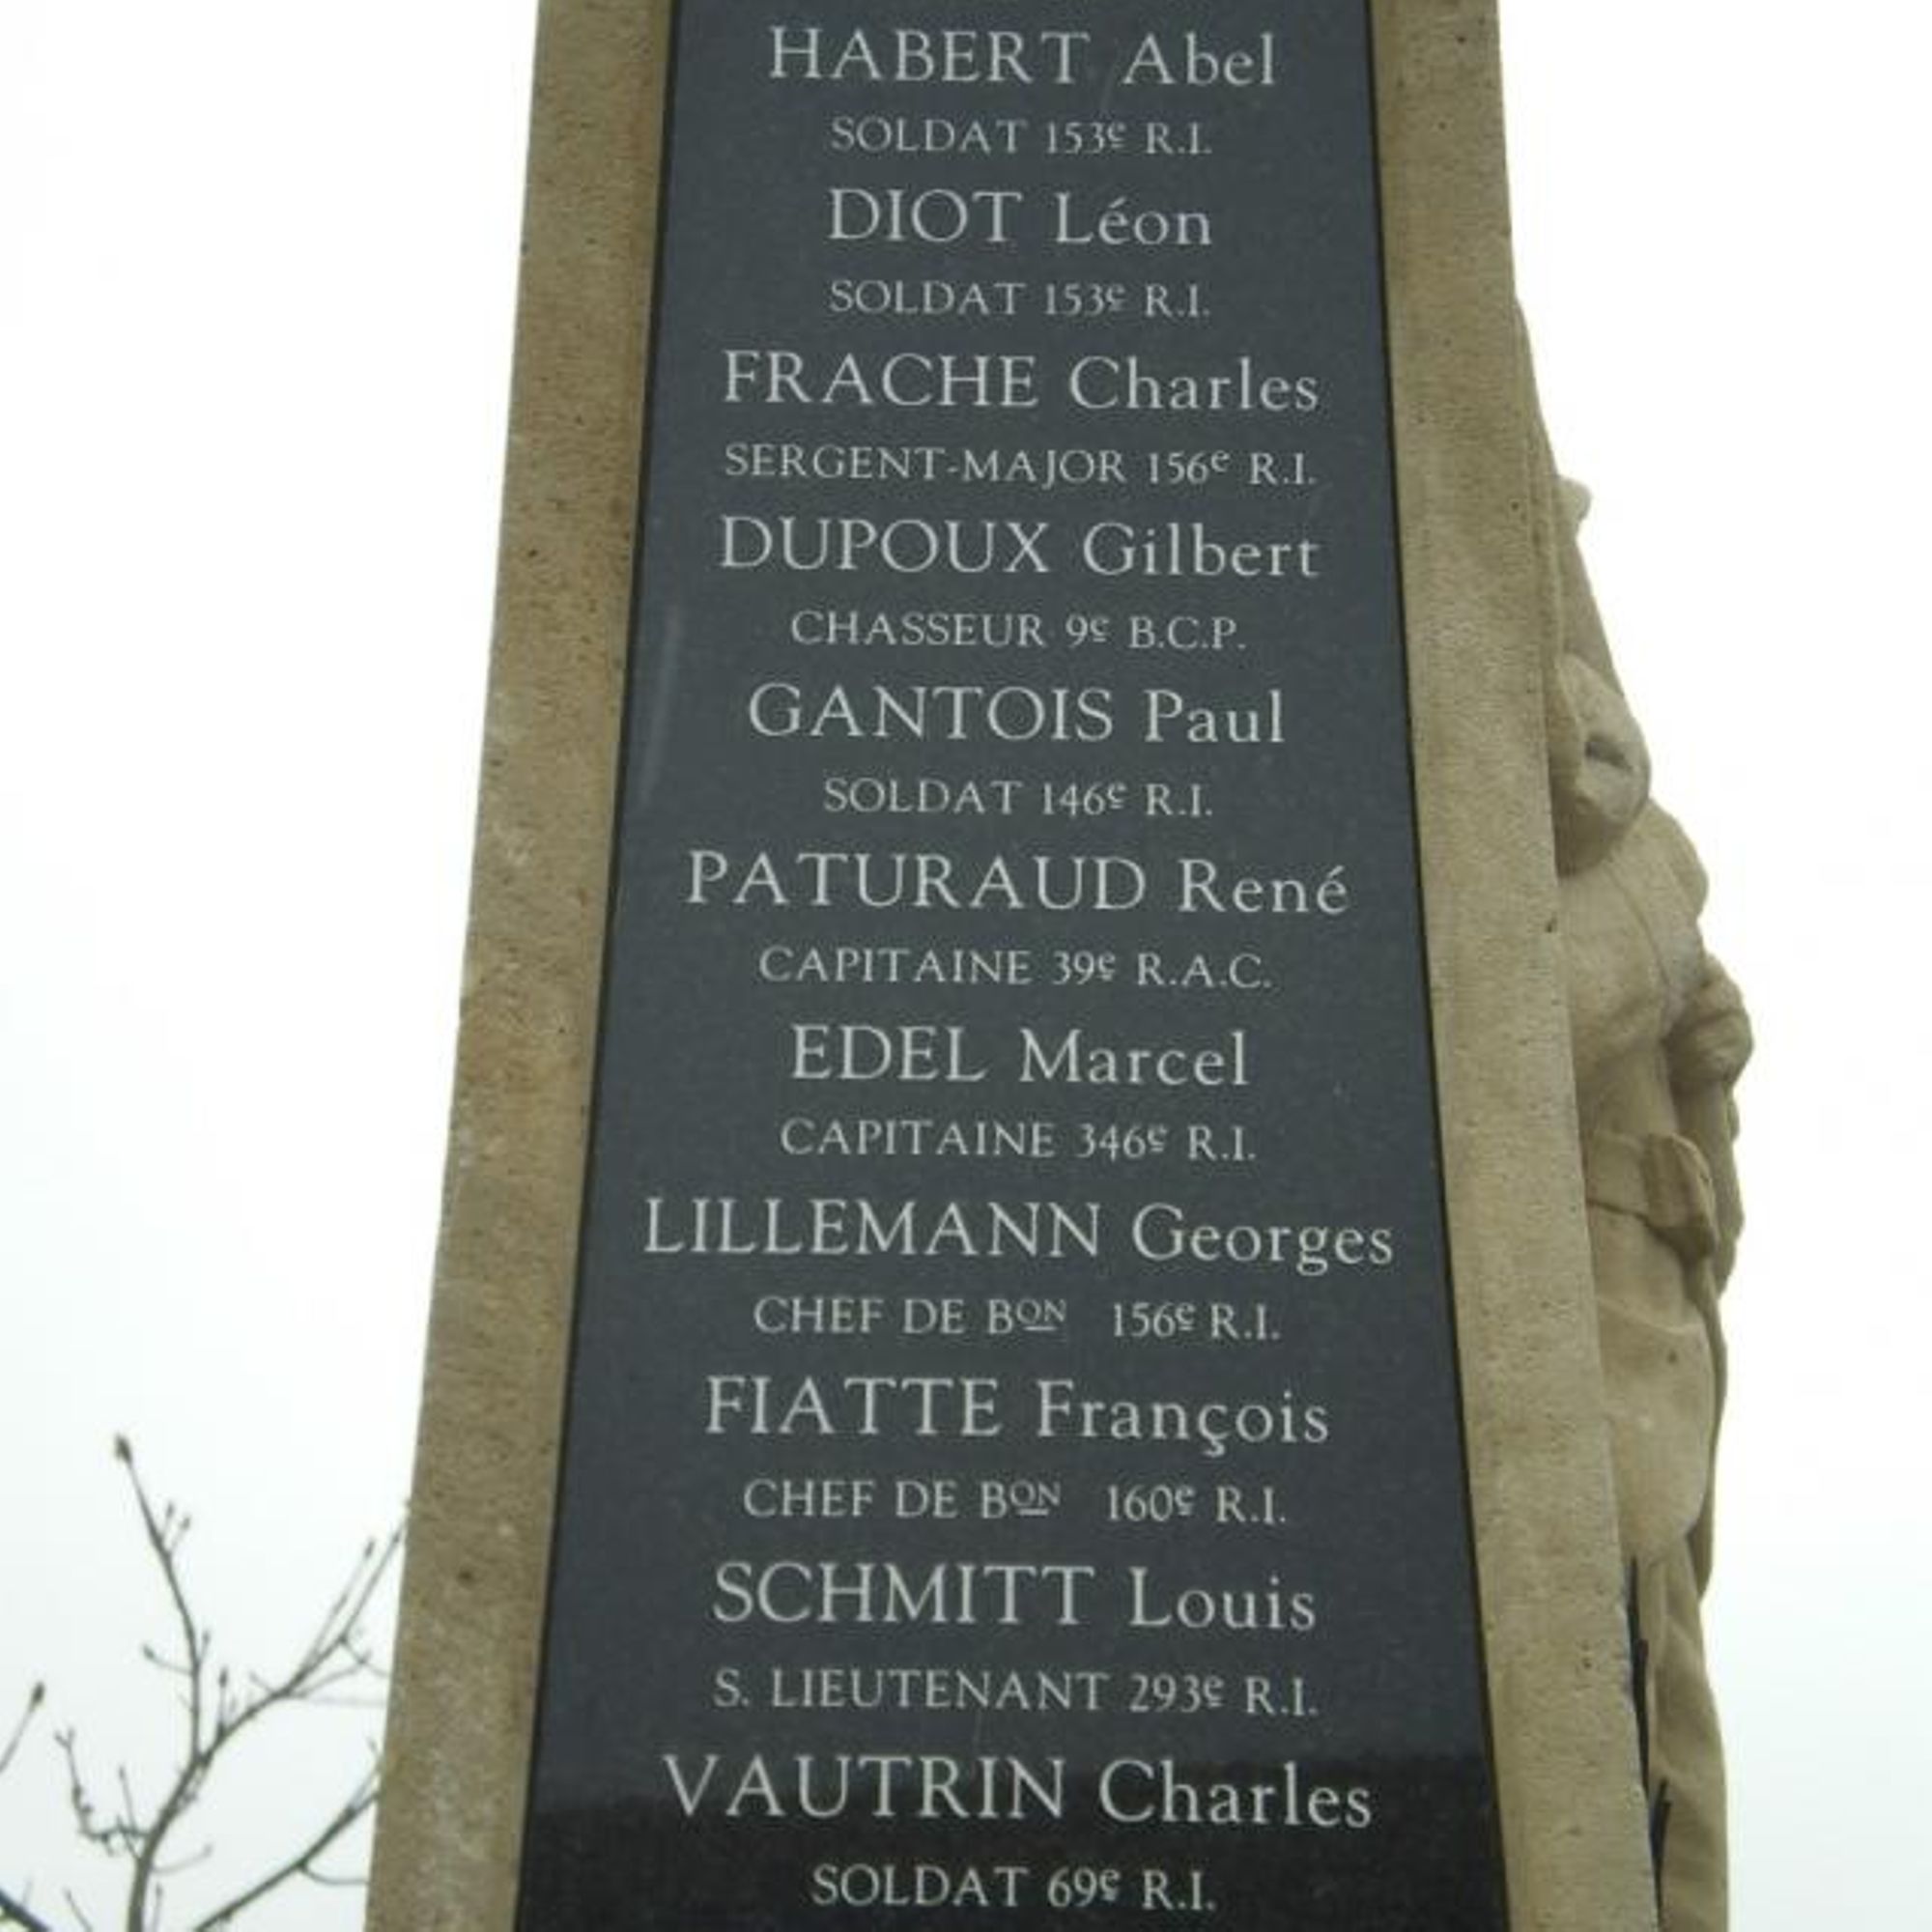 HABERT Abel
SOLDAT 153e R.I.
DIOT Léon
SOLDAT 153e R.I.
FRACHE Charles
SERGENT-MAJOR 156e R.I.
DUPOUX Gilbert
CHASSEUR 9e B.C.P.
GANTOIS Paul
SOLDAT 146e R.I.
PATURAUD René
CAPITAINE 39e R.A.C.
EDEL Marcel
CAPITAINE 346e R.I.
LILLEMANN Georges
CHEF DE BON 156e R.I.
FIATTE François
CHEF DE BON 160e R.I.
SCHMITT Louis
S. LIEUTENANT 293e R.I.
VAUTRIN Charles
SOLDAT 69e R.I.